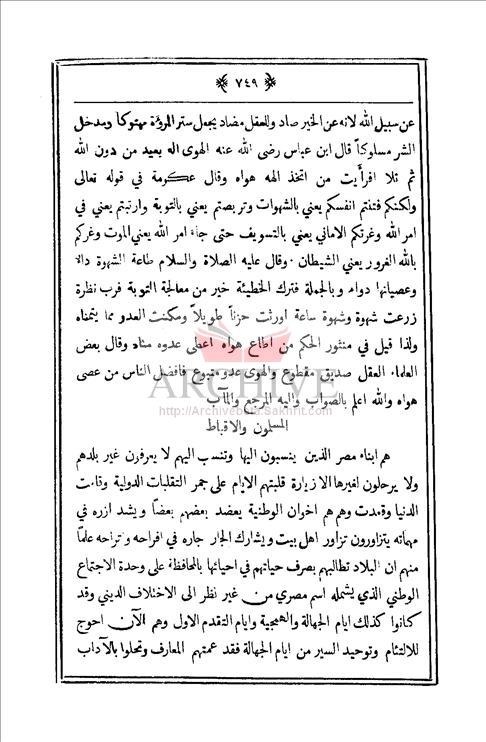 ٧٤٩
عن سبيل الله لانه عن الخير صاد وللعقل مضاد يجعل ستر المروة مهتوكا ومدخل
الشر مسلوكاً قال ابن عباس رضى الله عنه الهوى اله يعبد من دون الله
ثم تلا افرأيت من اتخذ الهه هواه وقال عكرمة في قوله تعالى
ولكنكم فتنتم انفسكم يعني بالشهوات وتربصتم يعني بالتوبة وارتبتم يعني في
امر الله وغرتكم الاماني يعني بالتسويف حتى جاء امر الله يعني الموت وغركم
بالله الغرور يعني الشيطان . وقال عليه الصلاة والسلام طاعة الشهوة داء
وعصيانها دواء وبالجملة فترك الخطيئة خير من معالجة التوبة فرب نظرة
زرعت شهوة وشهوة ساعة اورثت حزناً طويلاً ومكنت العدو مما يتمناه
ولذا قيل في منثور الحكم من اطاع هواه اعطى عدوه مناه وقال بعض
العلماء العقل صديق مقطوع والهوى عدو متبوع فافضل الناس من عصى
هواه والله اعلم بالصواب واليه المرجع والمآب
ARCHIVE
http://Archivebeta.Sakhrit.com
المسلمون والاقباط
هم ابناء مصر الذين ينسبون اليها وتنسب اليهم لا يعرفون غير بلدهم
ولا يرحلون لغيرها الا زيارة قلبتهم الايام على جمر التقلبات الدولية وقامت
الدنيا وقعدت وهم هم اخوان الوطنية يعضد بعضهم بعضاً ويشد ازره في
مهماته يتزاورون تزاور اهل بيت ويشارك الجار جاره في افراحه واتراحه علماً
منهم ان البلاد تطالبهم بصرف حياتهم في احيائها بالمحافظة على وحدة الاجتماع
الوطني الذي يشمله اسم مصري من غير نظر الى الاختلاف الديني وقد
كانوا كذلك ايام الجهالة والهمجية وايام التقدم الاول وهم الآن احوج
للالتئام وتوحيد السير من ايام الجهالة فقد عمتهم المعارف وتحلوا بالآداب